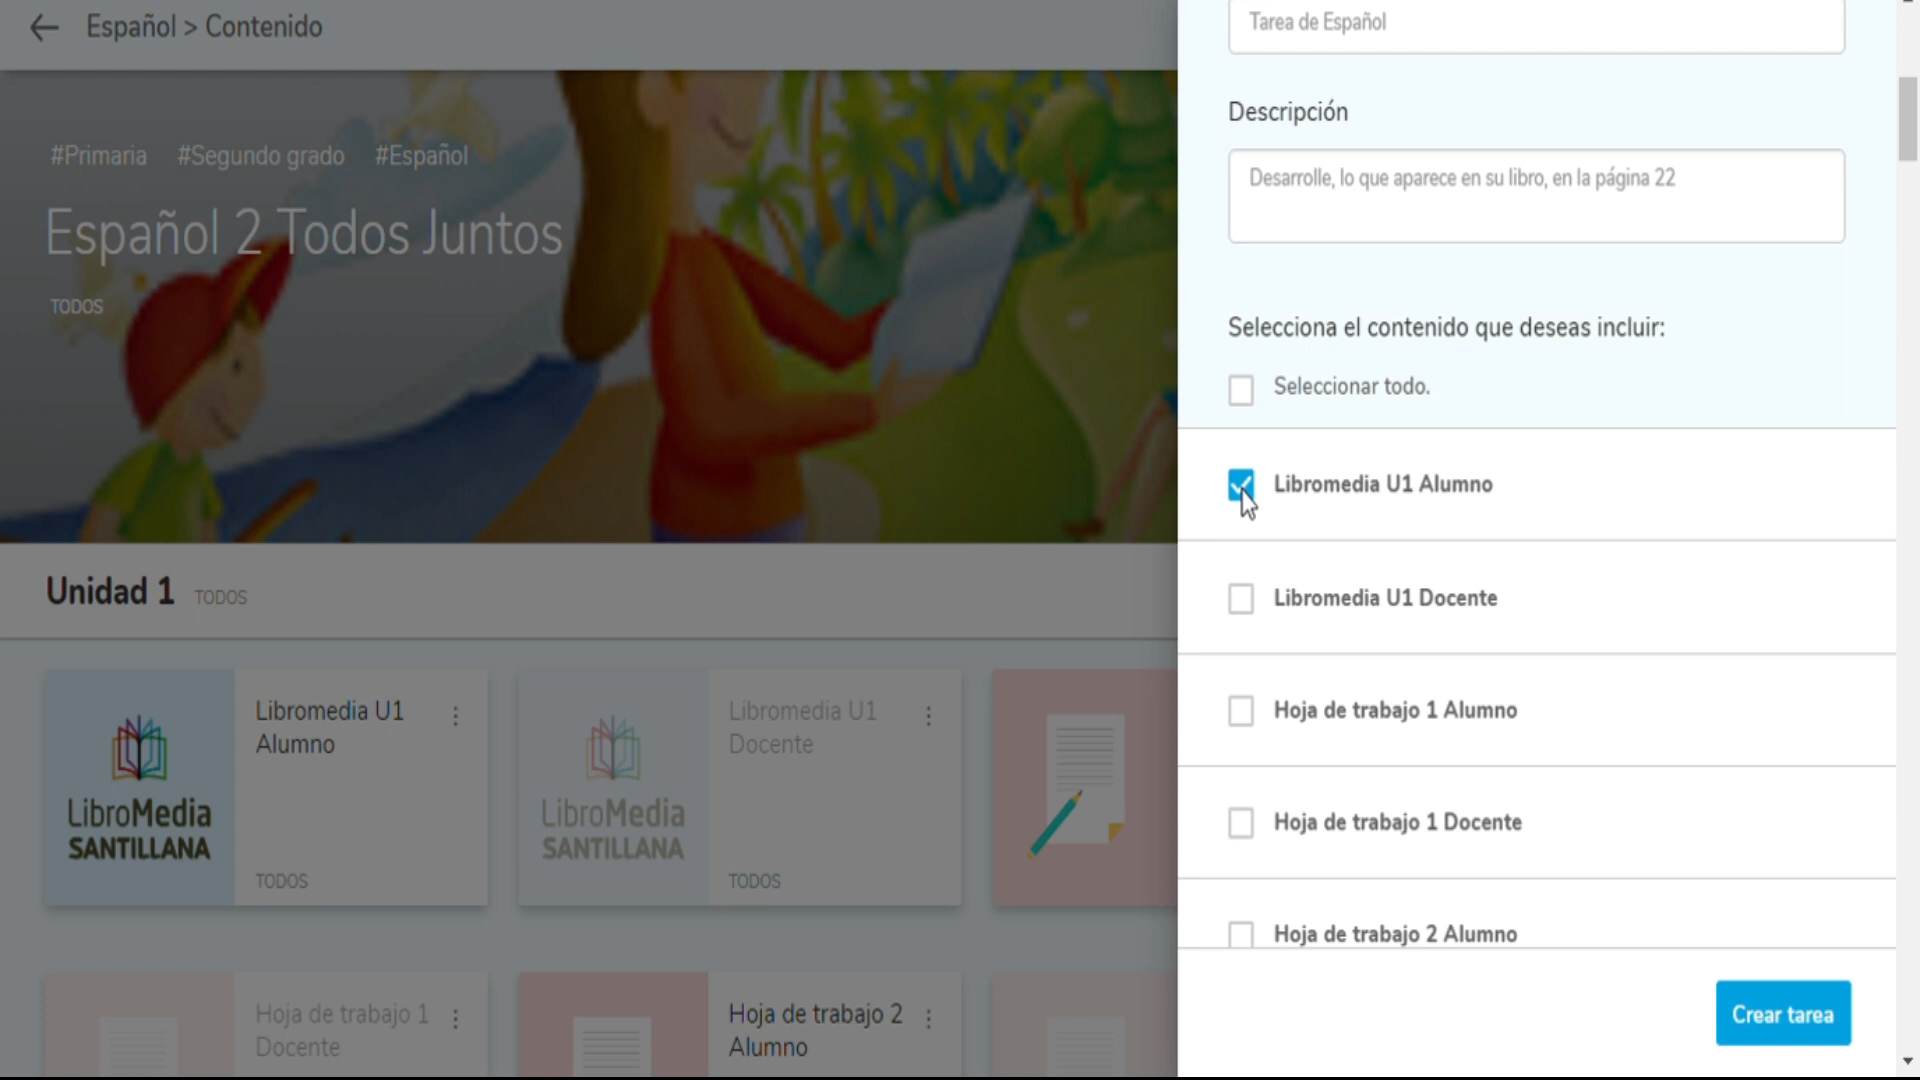 Español > Contenido
#Primaria #Segundo grado #Español
Español 2 Todos Juntos
TODOS
Unidad 1 TODOS
Libromedia U1
Alumno
LibroMedia
SANTILLANA
TODOS
Libromedia U1
Docente
LibroMedia
SANTILLANA
TODOS
Hoja de trabajo 1
Docente
Hoja de trabajo 2
Alumno
Tarea de Español
Descripción
Desarrolle, lo que aparece en su libro, en la página 22
Selecciona el contenido que deseas incluir:
Seleccionar todo.
Libromedia U1 Alumno
Libromedia U1 Docente
Hoja de trabajo 1 Alumno
Hoja de trabajo 1 Docente
Hoja de trabajo 2 Alumno
Crear tarea